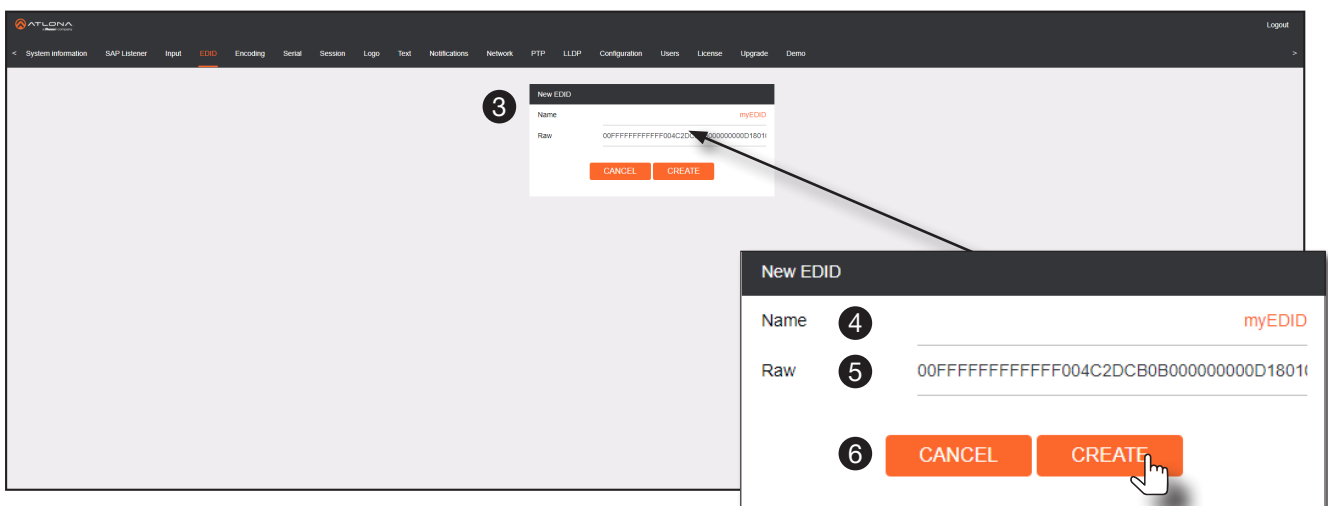 ATLONA
Logout
< System information SAP Listener Input EDID Encoding Serial Session Logo Text Notifications Network PTP LLDP Configuration Users License Upgrade Demo >
3
New EDID
Name myEDID
Raw
CANCEL CREATE
New EDID
Name 4 myEDID
Raw 5 00FFFFFFFFFFFF004C2DCB0B000000000D1801
6 CANCEL CREATE